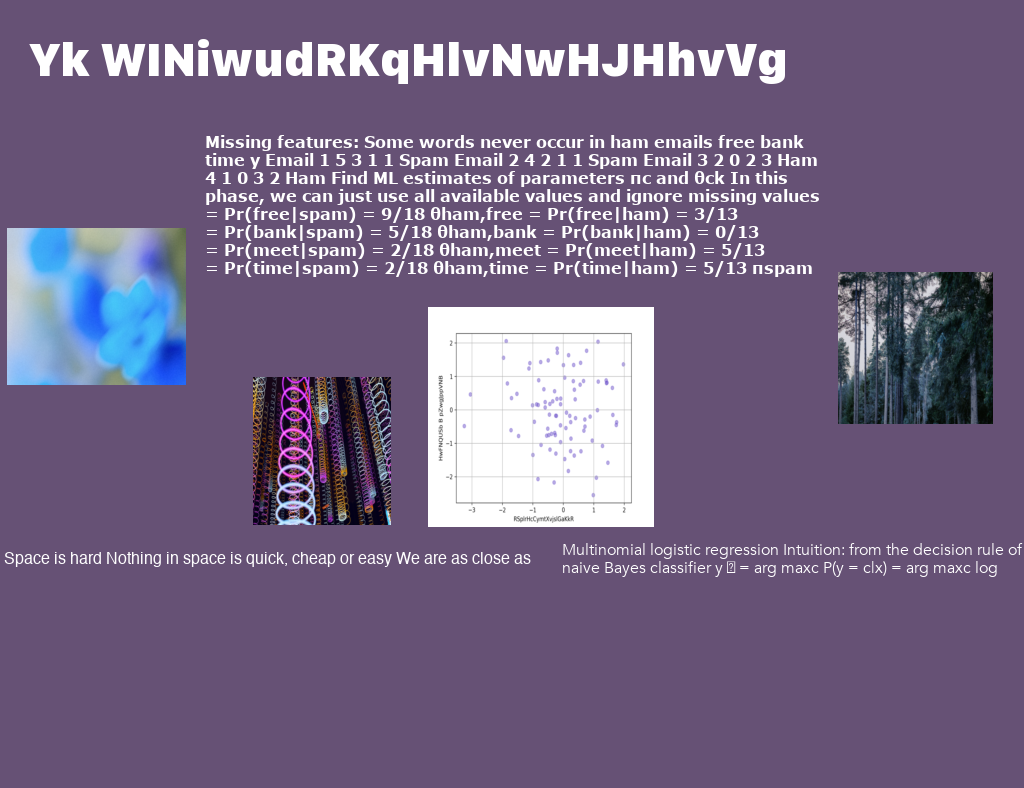 Yk WINiwudRKqHlvNwHJHhvVg
Missing features: Some words never occur in ham emails free bank
time y Email 1 5 3 1 1 Spam Email 2 4 2 1 1 Spam Email 3 2 0 2 3 Ham
4 1 0 3 2 Ham Find ML estimates of parameters πc and θck In this
phase, we can just use all available values and ignore missing values
= Pr(free|spam) = 9/18 θham,free = Pr(free|ham) = 3/13
= Pr(bank|spam) = 5/18 θham,bank = Pr(bank|ham) = 0/13
= Pr(meet|spam) = 2/18 θham,meet = Pr(meet|ham) = 5/13
= Pr(time|spam) = 2/18 θham,time = Pr(time|ham) = 5/13 πspam
2
1
0
−1
−2
−3 −2 −1 0 1 2
Space is hard Nothing in space is quick, cheap or easy We are as close as
Multinomial logistic regression Intuition: from the decision rule of
naive Bayes classifier y = arg maxc P(y = c|x) = arg maxc log